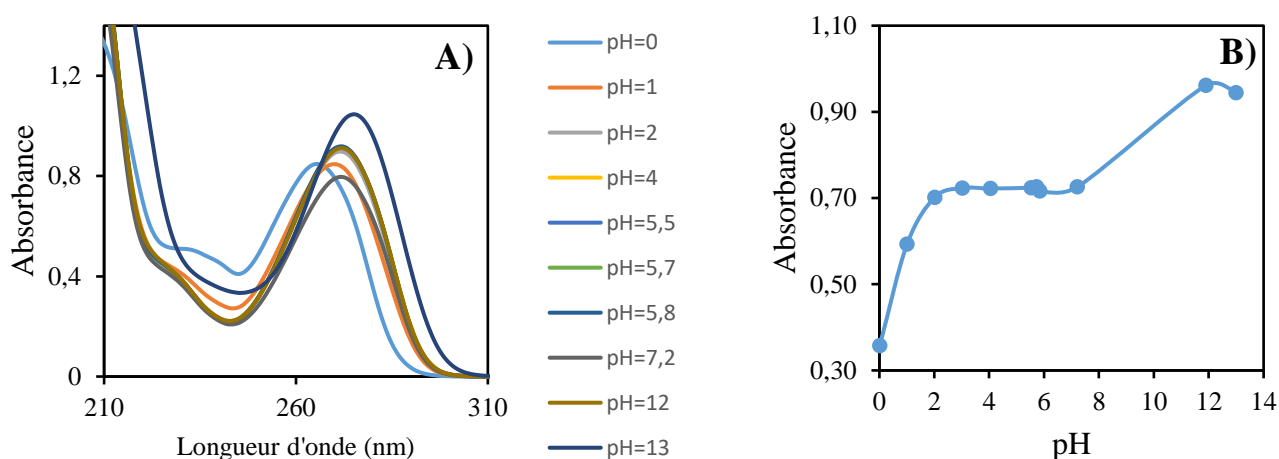 A)
1,2
0,8
0,4
0
210
260
310
Absorbance
Longueur d'onde (nm)
pH=0
pH=1
pH=2
pH=4
pH=5,5
pH=5,7
pH=5,8
pH=7,2
pH=12
pH=13
B)
1,10
0,90
0,70
0,50
0,30
0
2
4
6
8
10
12
14
Absorbance
pH